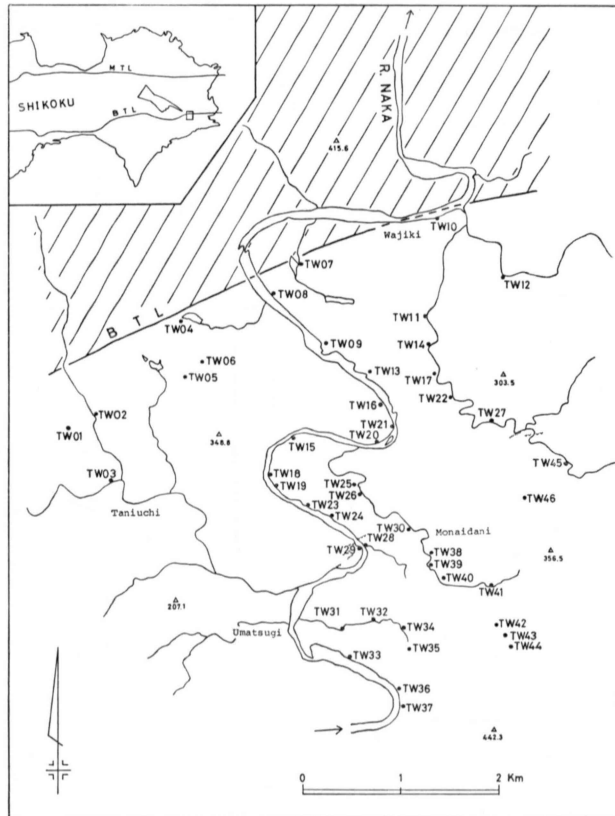 M T L
SHIKOKU
B T L
R. NAKA
415.6
Wajiki
TW10
TW07
TW12
TW08
B T L
TW04
TW11
TW09
TW14
TW06
TW13
TW05
TW17
303.5
TW22
TW16
TW02
TW27
TW21
TW01
348.8
TW20
TW15
TW45
TW18
TW03
TW19
TW25
TW26
TW46
Taniuchi
TW23
TW24
TW30
Monaidani
TW28
TW29
TW38
356.5
TW39
TW40
TW41
207.1
TW31
TW32
TW34
TW42
Umatsugi
TW43
TW35
TW44
TW33
TW36
TW37
442.3
0 1 2 Km